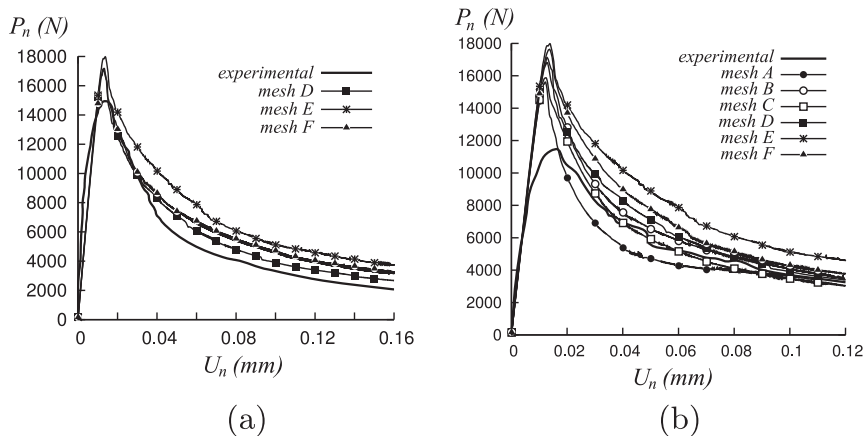 P_n (N)
18000
16000
14000
12000
10000
8000
6000
4000
2000
0
0 0.04 0.08 0.12 0.16
U_n (mm)
experimental
mesh D
mesh E
mesh F
(a)
P_n (N)
18000
16000
14000
12000
10000
8000
6000
4000
2000
0
0 0.02 0.04 0.06 0.08 0.1 0.12
U_n (mm)
experimental
mesh A
mesh B
mesh C
mesh D
mesh E
mesh F
(b)